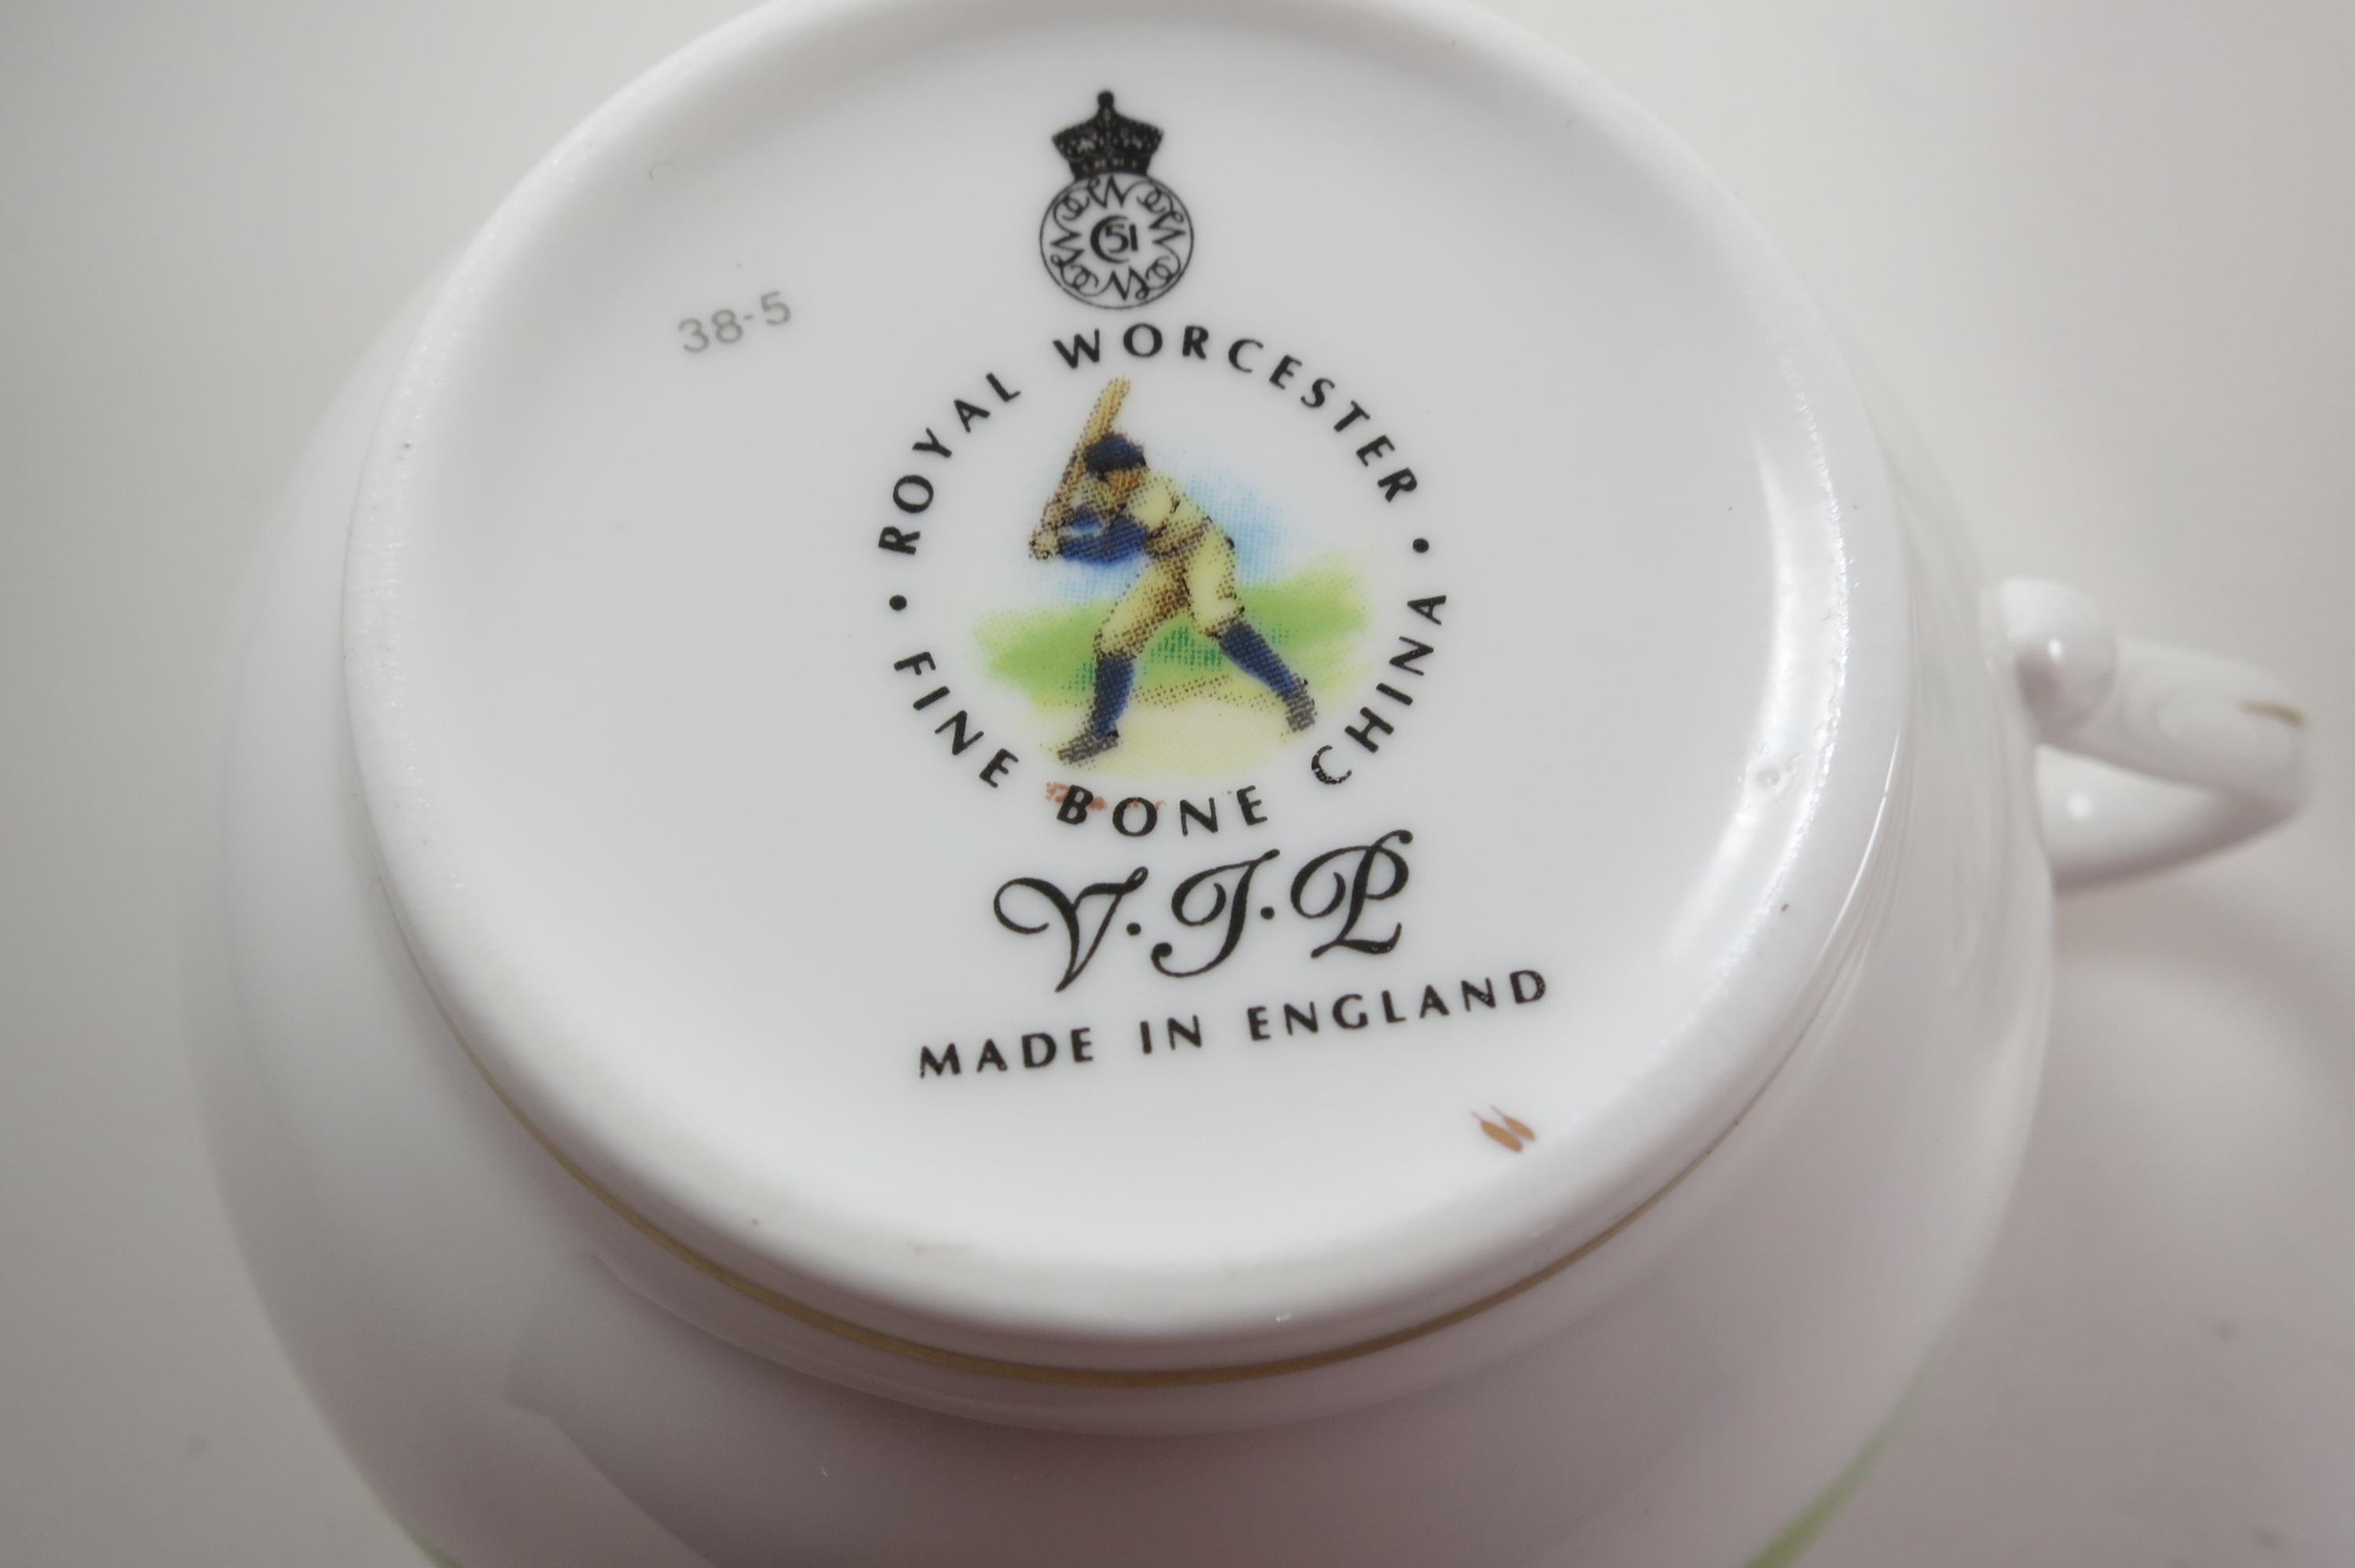 51
38-5
ROYAL WORCESTER
• FINE BONE CHINA •
V.I.P
MADE IN ENGLAND